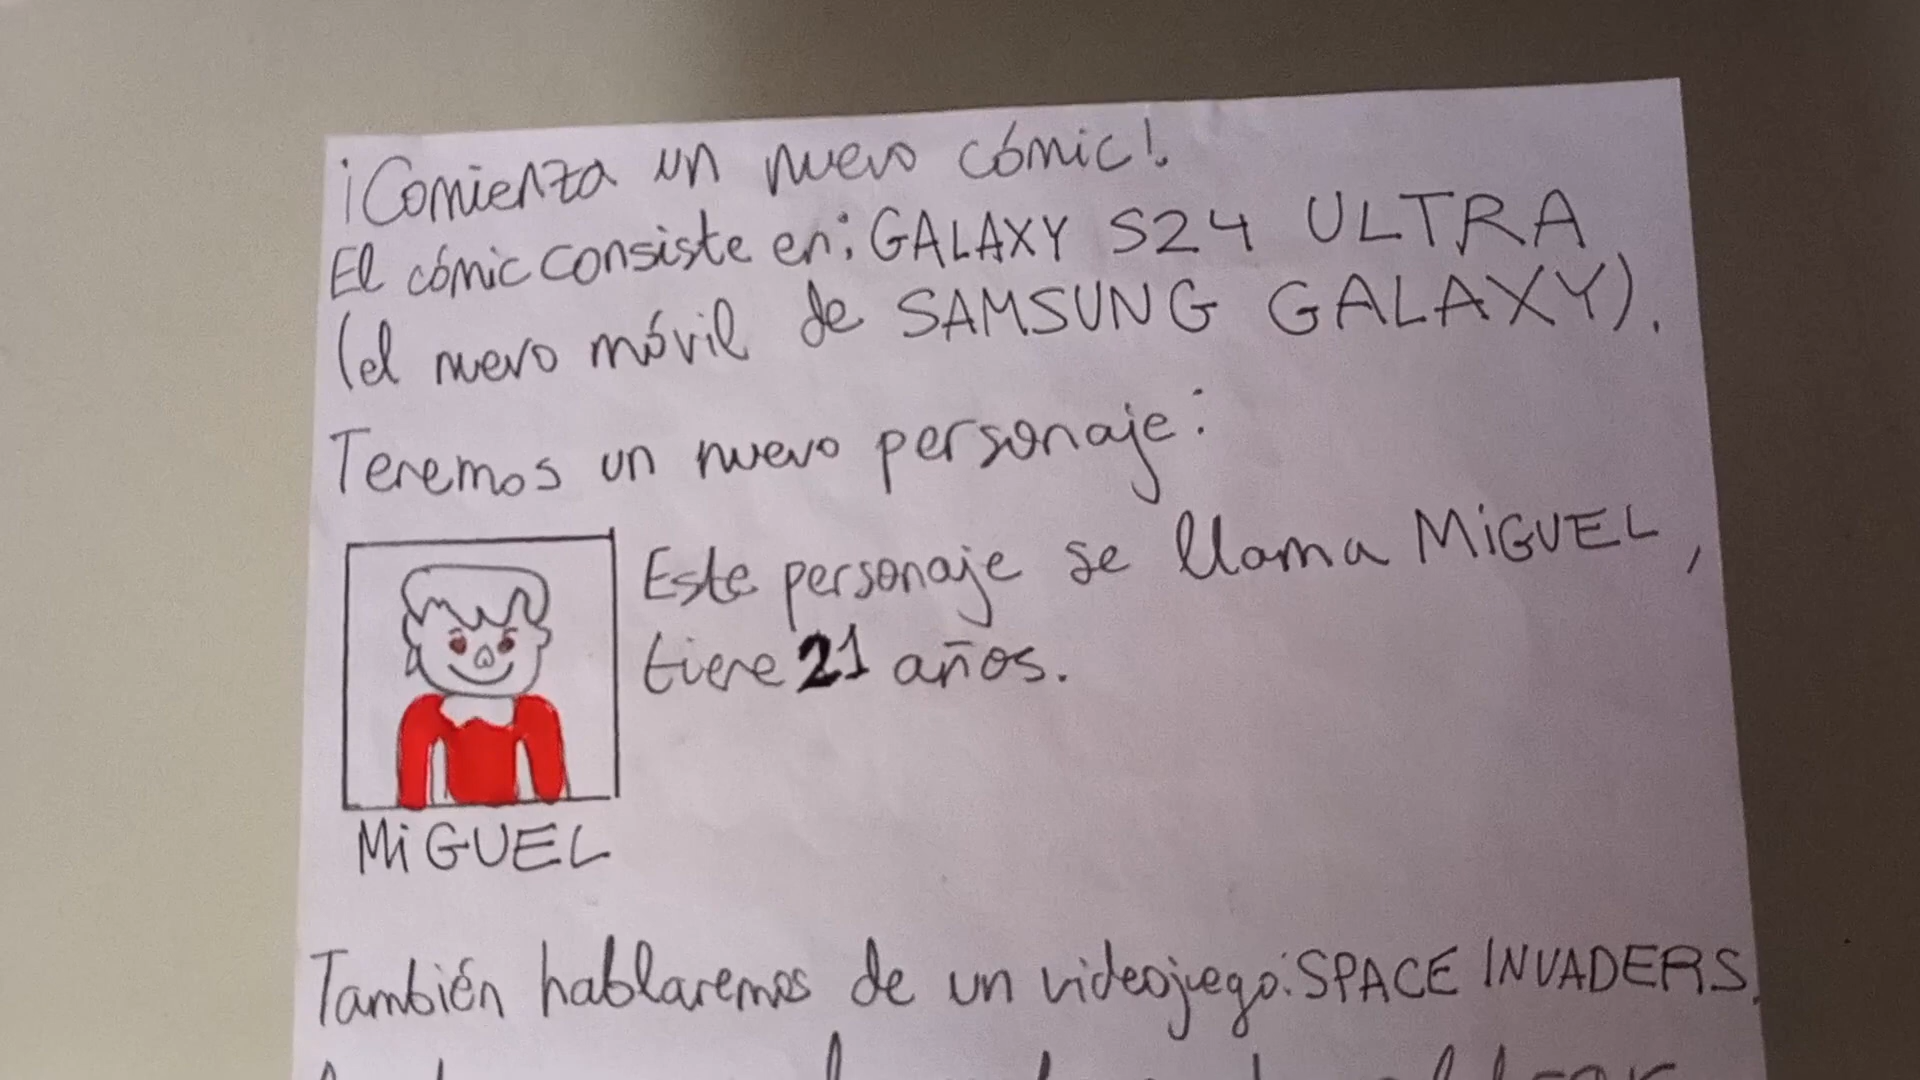 ¡Comienza un nuevo cómic!
El cómic consiste en: GALAXY S24 ULTRA
(el nuevo móvil de SAMSUNG GALAXY).
Teremos un nuevo personaje:
Este personaje se llama MiGUEL,
tiene 21 años.
MiGUEL
También hablaremos de un videojuego: SPACE INVADERS.